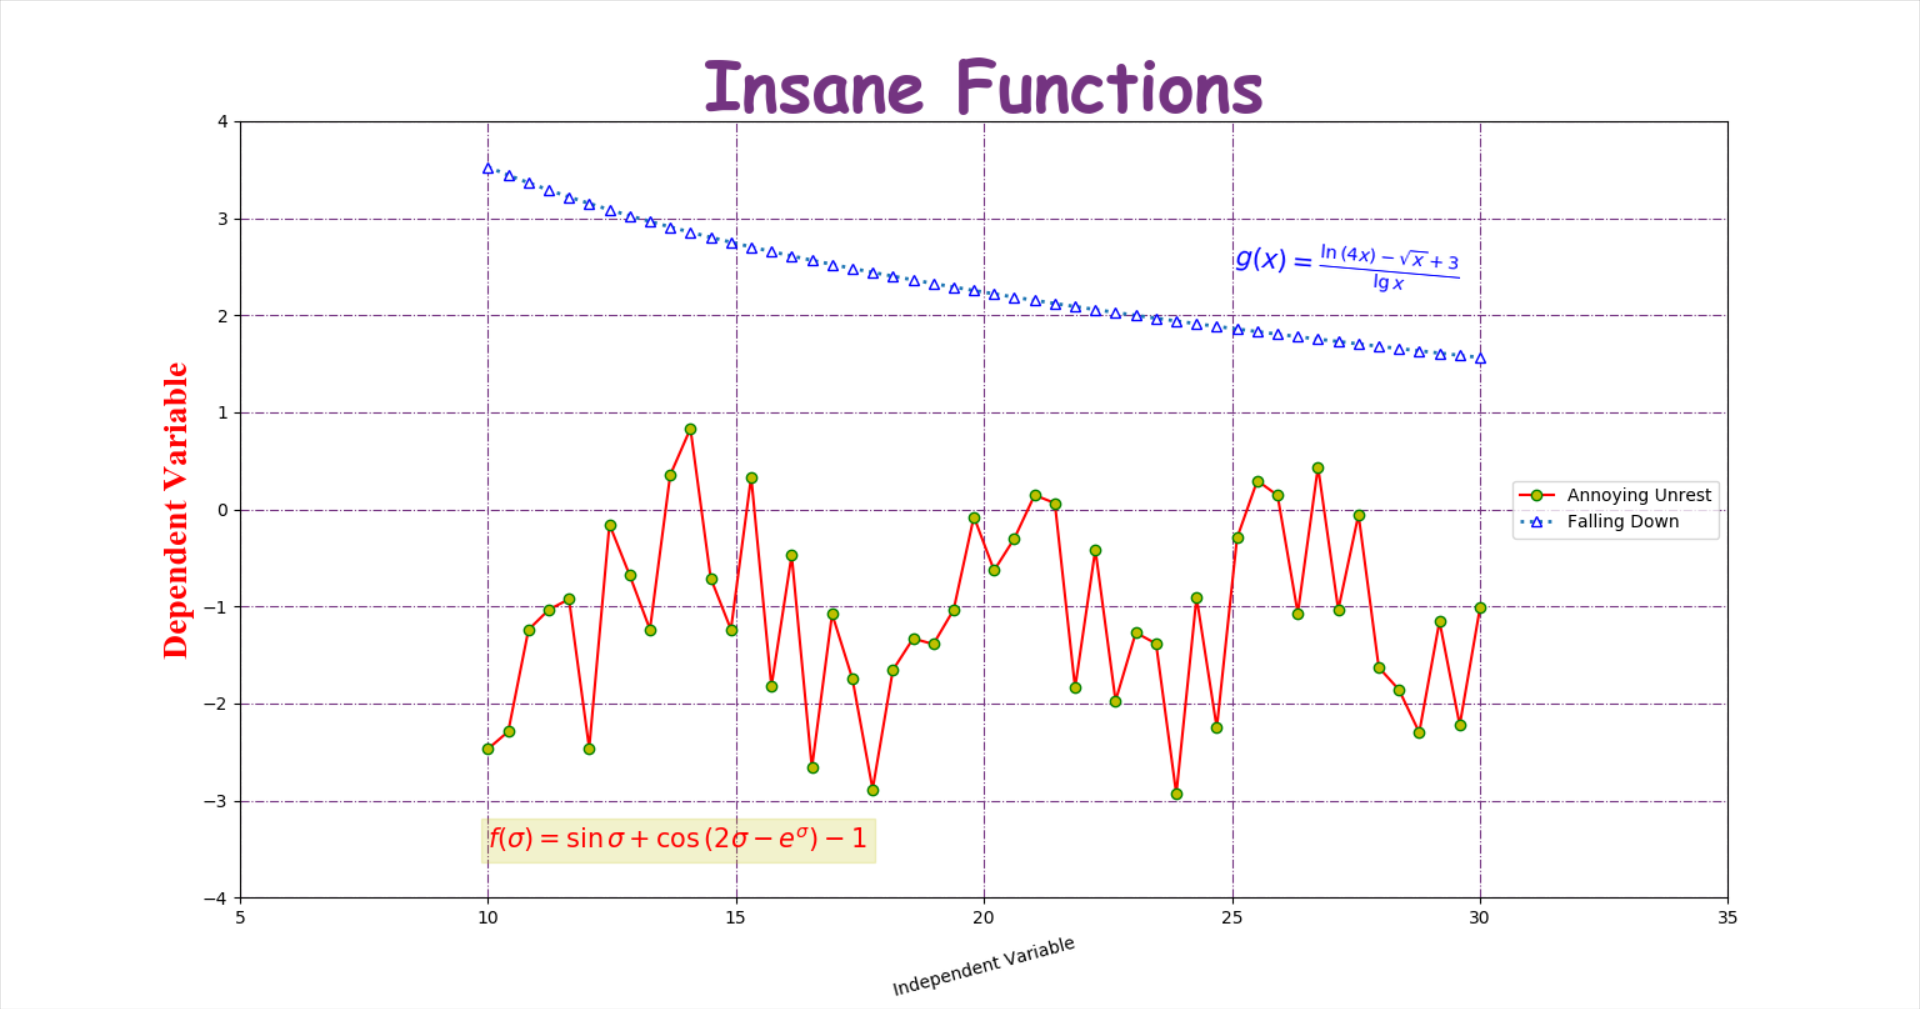 Insane Functions
4
3
2
1
0
−1
−2
−3
−4
5 10 15 20 25 30 35
Dependent Variable
Independent Variable
g(x) = \frac{ln (4x) − √x + 3}{lg x}
Annoying Unrest
Falling Down
f(σ) = sin σ + cos (2σ − e^σ) − 1